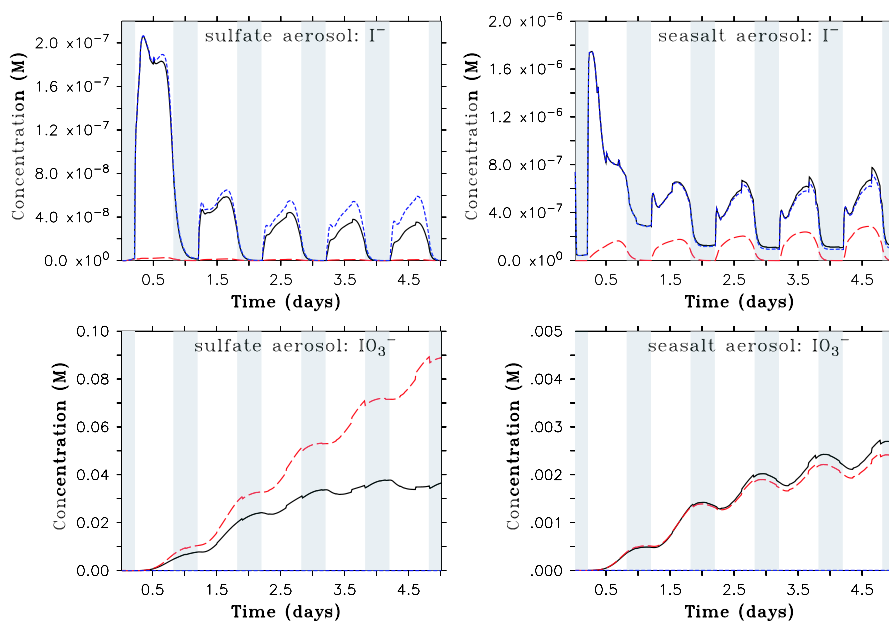 sulfate aerosol: I⁻
Concentration (M)
2.0 x10⁻⁷
1.6 x10⁻⁷
1.2 x10⁻⁷
8.0 x10⁻⁸
4.0 x10⁻⁸
0.0 x10⁰
0.5 1.5 2.5 3.5 4.5
Time (days)
seasalt aerosol: I⁻
Concentration (M)
2.0 x10⁻⁶
1.6 x10⁻⁶
1.2 x10⁻⁶
8.0 x10⁻⁷
4.0 x10⁻⁷
0.0 x10⁰
0.5 1.5 2.5 3.5 4.5
Time (days)
sulfate aerosol: IO₃⁻
Concentration (M)
0.10
0.08
0.06
0.04
0.02
0.00
0.5 1.5 2.5 3.5 4.5
Time (days)
seasalt aerosol: IO₃⁻
Concentration (M)
.005
.004
.003
.002
.001
.000
0.5 1.5 2.5 3.5 4.5
Time (days)